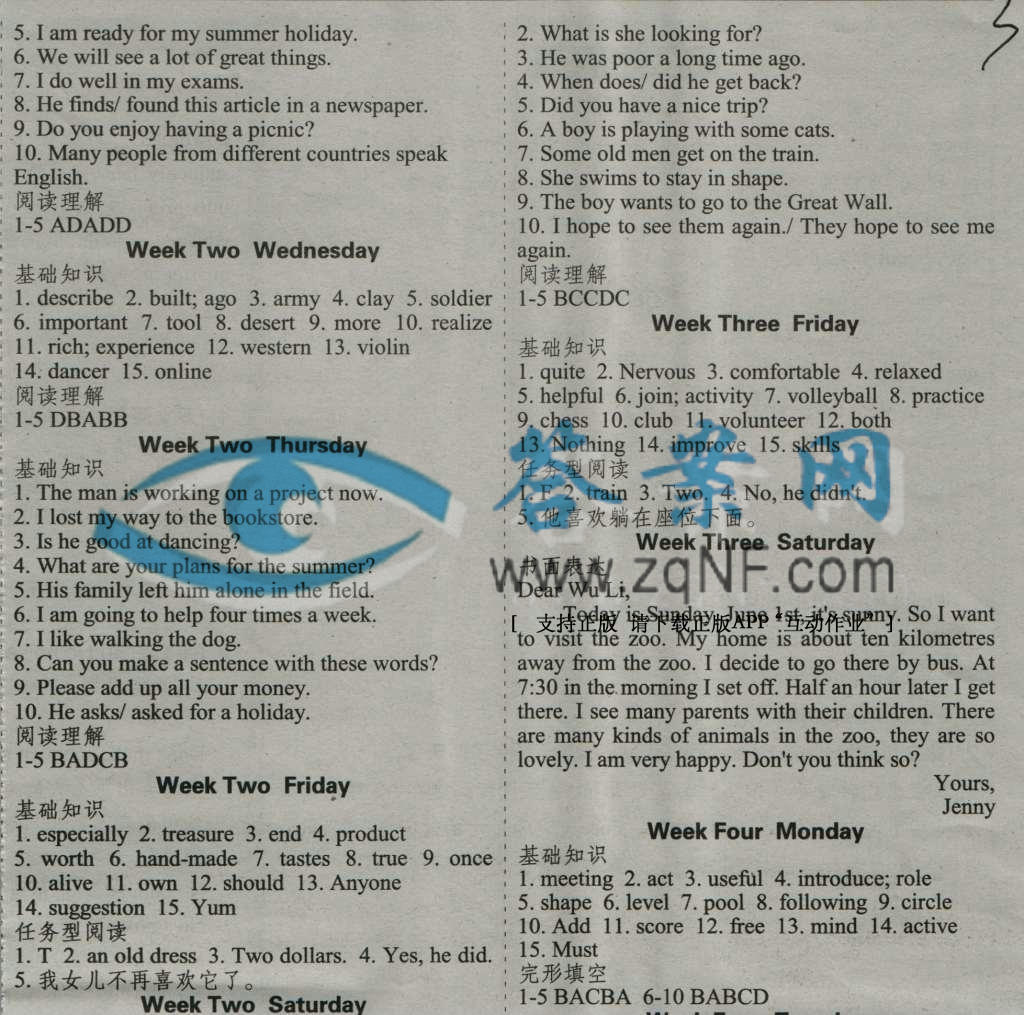 5. I am ready for my summer holiday.
6. We will see a lot of great things.
7. I do well in my exams.
8. He finds/ found this article in a newspaper.
9. Do you enjoy having a picnic?
10. Many people from different countries speak
English.
阅读理解
1-5 ADADD
Week Two Wednesday
基础知识
1. describe 2. built; ago 3. army 4. clay 5. soldier
6. important 7. tool 8. desert 9. more 10. realize
11. rich; experience 12. western 13. violin
14. dancer 15. online
阅读理解
1-5 DBABB
Week Two Thursday
基础知识
1. The man is working on a project now.
2. I lost my way to the bookstore.
3. Is he good at dancing?
4. What are your plans for the summer?
5. His family left him alone in the field.
6. I am going to help four times a week.
7. I like walking the dog.
8. Can you make a sentence with these words?
9. Please add up all your money.
10. He asks/ asked for a holiday.
阅读理解
1-5 BADCB
Week Two Friday
基础知识
1. especially 2. treasure 3. end 4. product
5. worth 6. hand-made 7. tastes 8. true 9. once
10. alive 11. own 12. should 13. Anyone
14. suggestion 15. Yum
任务型阅读
1. T 2. an old dress 3. Two dollars. 4. Yes, he did.
5. 我女儿不再喜欢它了。
Week Two Saturday
2. What is she looking for?
3. He was poor a long time ago.
4. When does/ did he get back?
5. Did you have a nice trip?
6. A boy is playing with some cats.
7. Some old men get on the train.
8. She swims to stay in shape.
9. The boy wants to go to the Great Wall.
10. I hope to see them again./ They hope to see me
again.
阅读理解
1-5 BCCDC
Week Three Friday
基础知识
1. quite 2. Nervous 3. comfortable 4. relaxed
5. helpful 6. join; activity 7. volleyball 8. practice
9. chess 10. club 11. volunteer 12. both
13. Nothing 14. improve 15. skills
任务型阅读
1. F 2. train 3. Two. 4. No, he didn't.
5. 他喜欢躺在座位下面。
Week Three Saturday
书面表达
Dear Wu Li,
Today is Sunday, June 1st, it's sunny. So I want
to visit the zoo. My home is about ten kilometres
away from the zoo. I decide to go there by bus. At
7:30 in the morning I set off. Half an hour later I get
there. I see many parents with their children. There
are many kinds of animals in the zoo, they are so
lovely. I am very happy. Don't you think so?
Yours,
Jenny
Week Four Monday
基础知识
1. meeting 2. act 3. useful 4. introduce; role
5. shape 6. level 7. pool 8. following 9. circle
10. Add 11. score 12. free 13. mind 14. active
15. Must
完形填空
1-5 BACBA 6-10 BABCD
答案网
www.zqNF.com
[ 支持正版 请下载正版APP“互动作业” ]